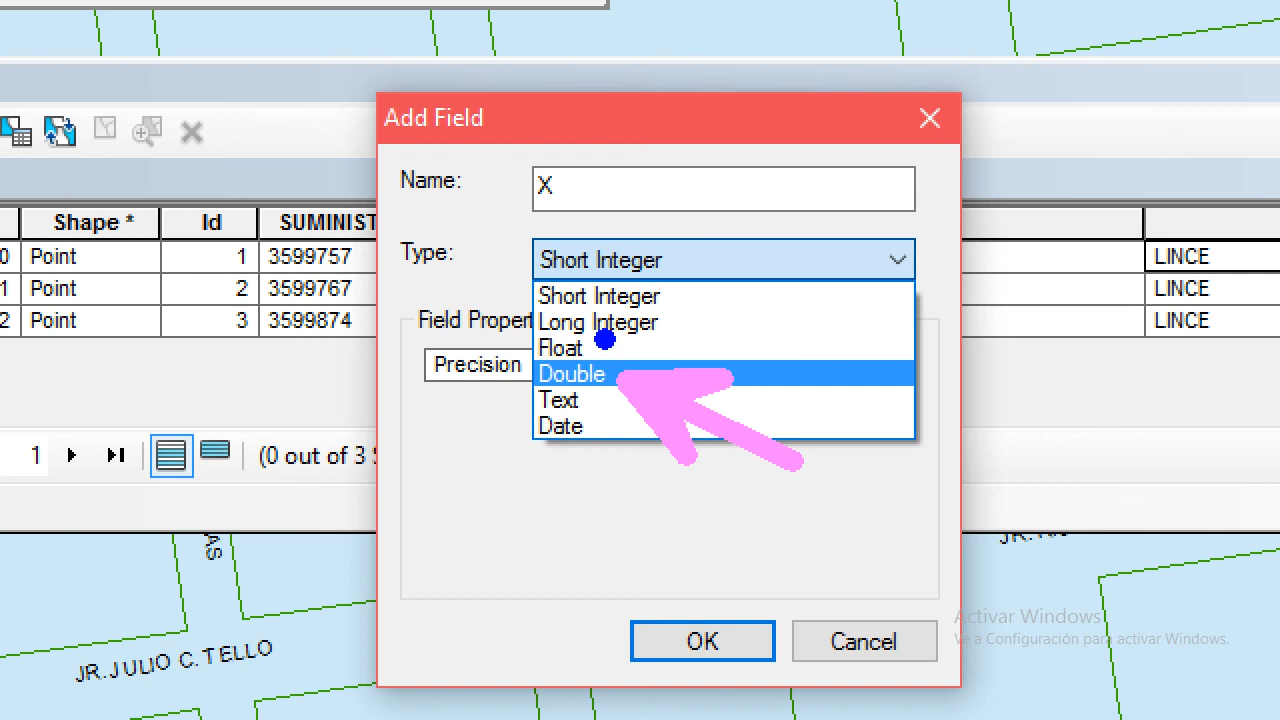 Add Field
Name:
X
Shape *
Id
SUMINIST
Type:
Short Integer
0
Point
1
3599757
LINCE
1
Point
2
3599767
LINCE
2
Point
3
3599874
LINCE
Short Integer
Long Integer
Float
Double
Text
Date
Field Propert
Precision
1
(0 out of 3 S
AS
OK
Cancel
JR.JULIO C.TELLO
Activar Windows
Ve a Configuración para activar Windows.